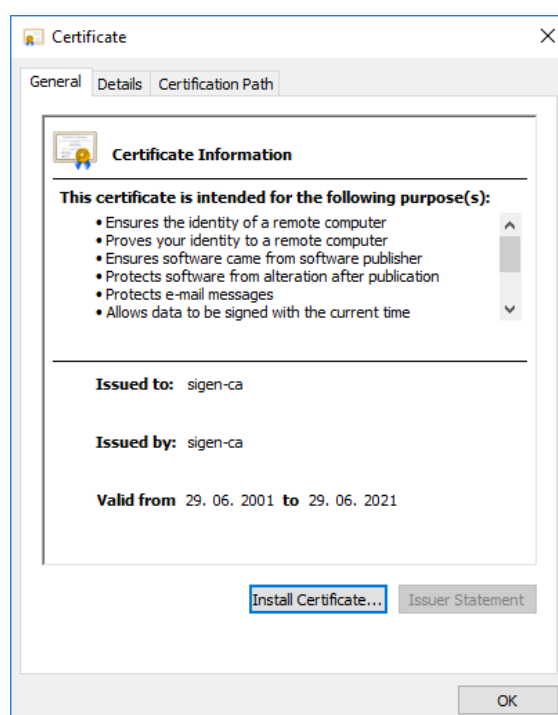 Certificate
General Details Certification Path
Certificate Information
This certificate is intended for the following purpose(s):
• Ensures the identity of a remote computer
• Proves your identity to a remote computer
• Ensures software came from software publisher
• Protects software from alteration after publication
• Protects e-mail messages
• Allows data to be signed with the current time
Issued to: sigen-ca
Issued by: sigen-ca
Valid from 29. 06. 2001 to 29. 06. 2021
Install Certificate... Issuer Statement
OK